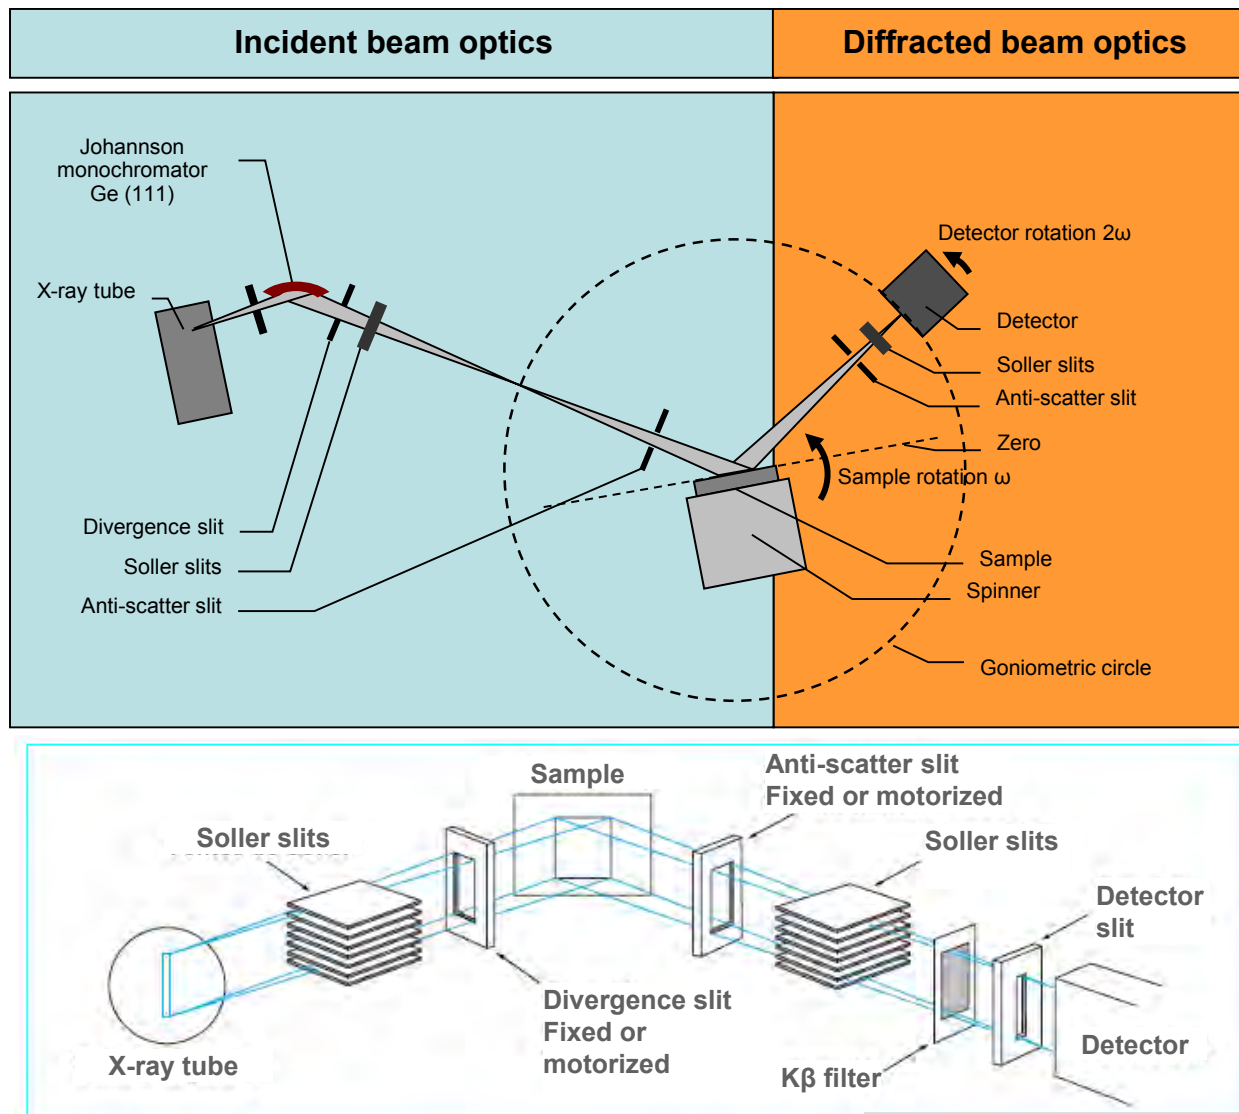 Incident beam optics
Diffracted beam optics
Johannson
monochromator
Ge (111)
X-ray tube
Divergence slit
Soller slits
Anti-scatter slit
Detector rotation 2ω
Detector
Soller slits
Anti-scatter slit
Zero
Sample rotation ω
Sample
Spinner
Goniometric circle
Sample
Anti-scatter slit
Fixed or motorized
Soller slits
Soller slits
Detector
slit
Divergence slit
Fixed or
motorized
X-ray tube
Kβ filter
Detector